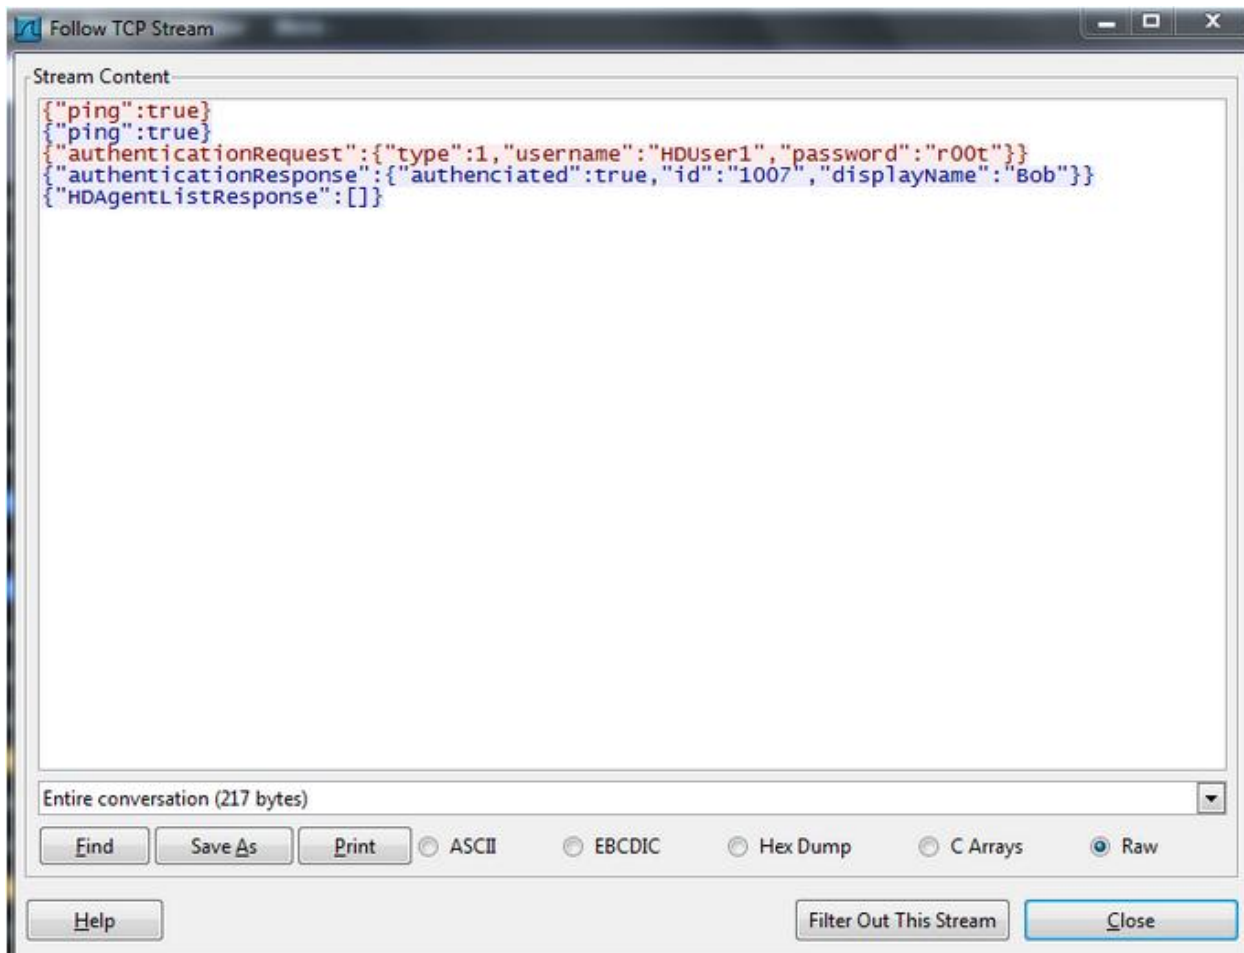 Follow TCP Stream
Stream Content
{"ping":true}
{"ping":true}
{"authenticationRequest":{"type":1,"username":"HDUser1","password":"r00t"}}
{"authenticationResponse":{"authenciated":true,"id":"1007","displayName":"Bob"}}
{"HDAgentListResponse":[]}
Entire conversation (217 bytes)
Find Save As Print ASCII EBCDIC Hex Dump C Arrays Raw
Help Filter Out This Stream Close